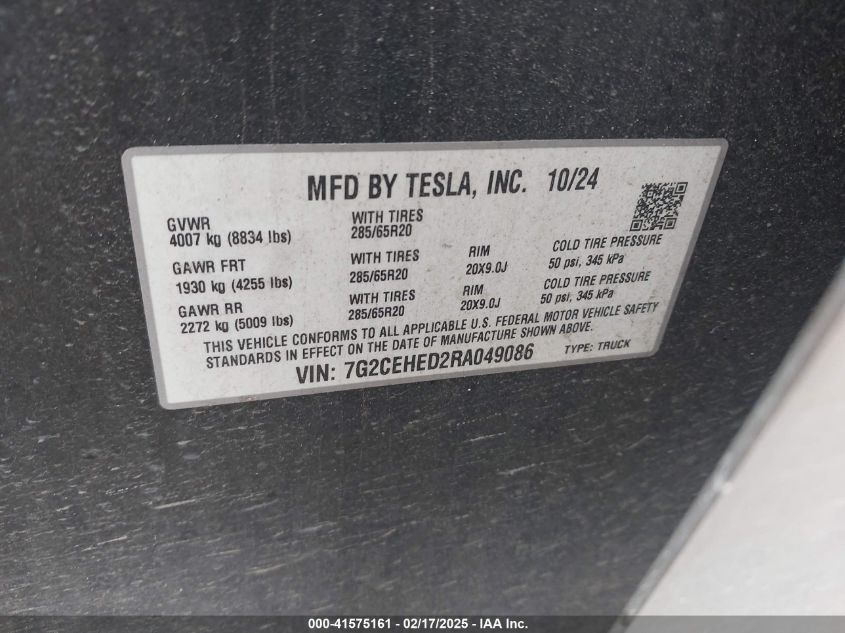 MFD BY TESLA, INC. 10/24
GVWR
4007 kg (8834 lbs)
WITH TIRES
285/65R20
GAWR FRT
1930 kg (4255 lbs)
WITH TIRES
285/65R20
RIM
20X9.0J
COLD TIRE PRESSURE
50 psi, 345 kPa
GAWR RR
2272 kg (5009 lbs)
WITH TIRES
285/65R20
RIM
20X9.0J
COLD TIRE PRESSURE
50 psi, 345 kPa
THIS VEHICLE CONFORMS TO ALL APPLICABLE U.S. FEDERAL MOTOR VEHICLE SAFETY
STANDARDS IN EFFECT ON THE DATE OF MANUFACTURE SHOWN ABOVE.
VIN: 7G2CEHED2RA049086 TYPE: TRUCK
000-41575161 - 02/17/2025 - IAA Inc.